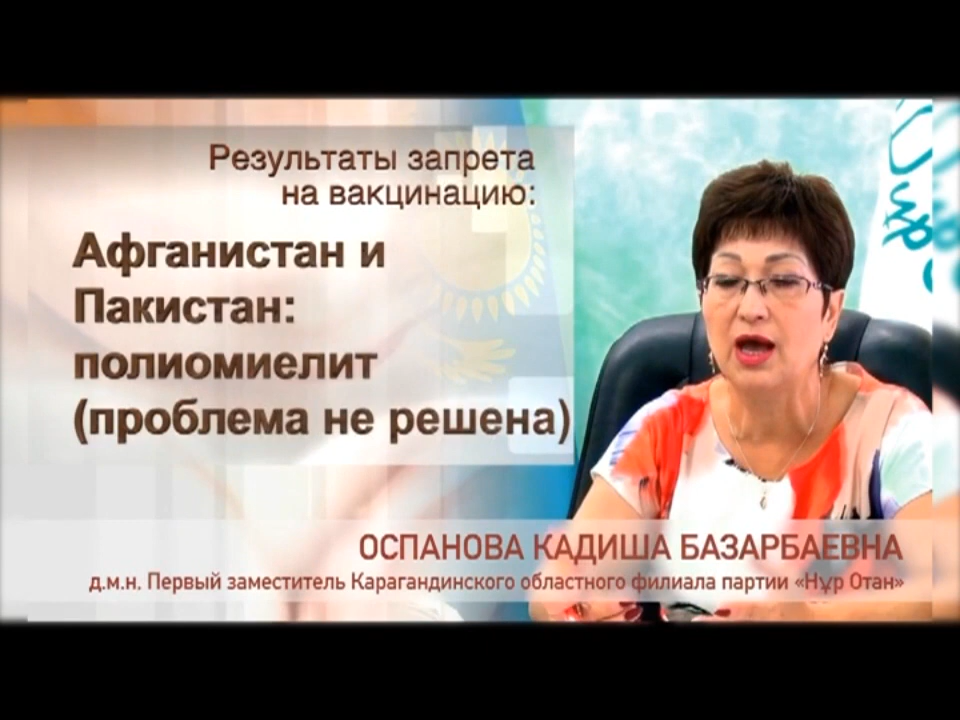 Результаты запрета
на вакцинацию:
Афганистан и
Пакистан:
полиомиелит
(проблема не решена)
ОСПАНОВА КАДИША БАЗАРБАЕВНА
д.м.н. Первый заместитель Карагандинского областного филиала партии «Нұр Отан»